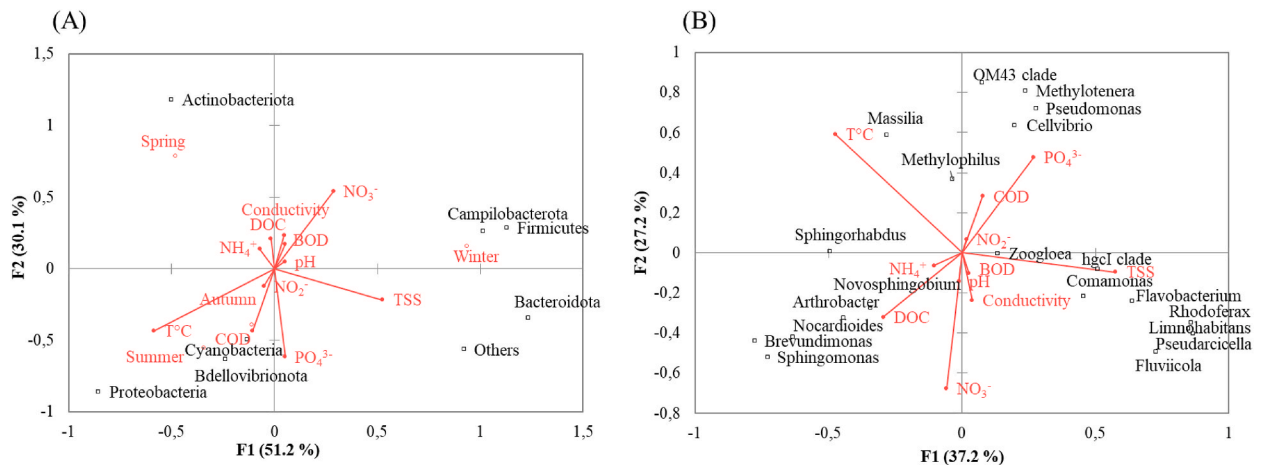 (A)
(B)
1,5
1
0,5
0
-0,5
-1
F2 (30.1 %)
Actinobacteriota
Spring
NO3-
Conductivity
DOC
BOD
NH4+
pH
Campilobacterota
Firmicutes
Winter
Autumn
NO2-
TSS
Bacteroidota
T°C
COD
Summer
Cyanobacteria
PO43-
Others
Bdellovibrionota
Proteobacteria
-1
-0,5
0
0,5
1
1,5
F1 (51.2 %)
1
0,8
0,6
0,4
0,2
0
-0,2
-0,4
-0,6
-0,8
F2 (27.2 %)
OM43 clade
Methylotenera
Pseudomonas
Massilia
Cellvibrio
T°C
PO43-
Methylophilus
COD
Sphingorhabdus
NO2-
Zoogloea
hgcI clade
NH4+
BOD
TSS
Novosphingobium
pH
Comamonas
Arthrobacter
Conductivity
Flavobacterium
DOC
Rhodoferax
Nocardioides
Limnohabitans
Brevundimonas
Pseudarcicella
Sphingomonas
Fluviicola
NO3-
-1
-0,5
0
0,5
1
F1 (37.2 %)